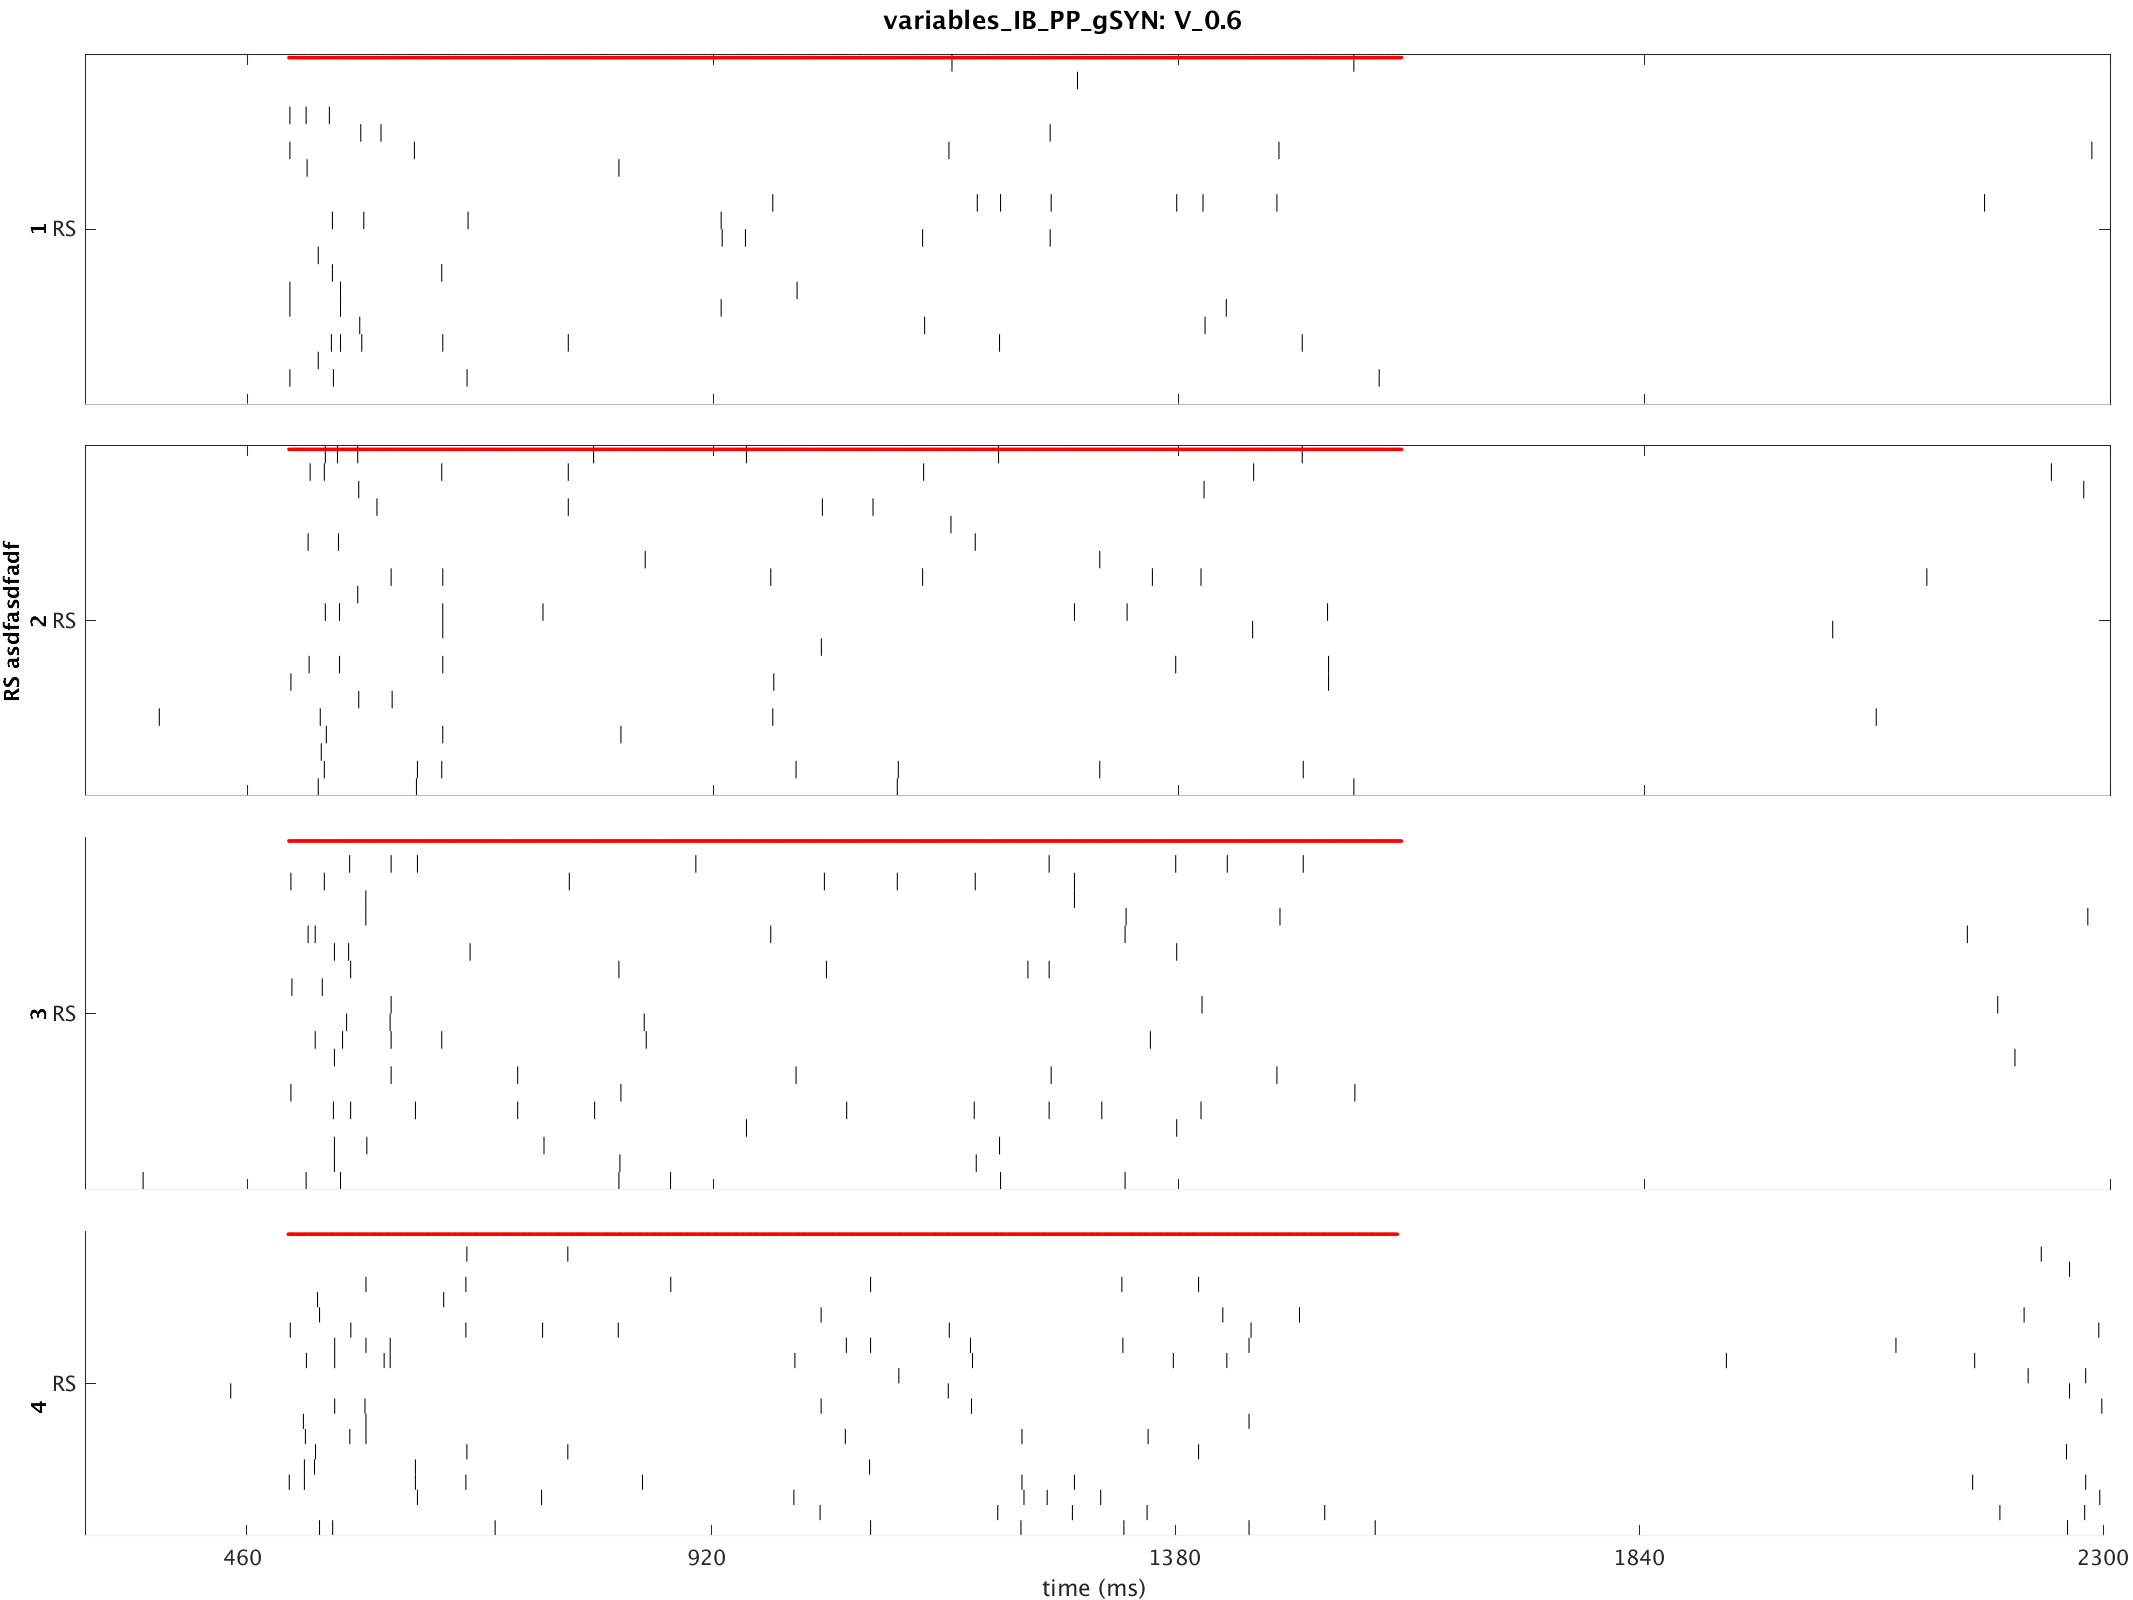 variables_IB_PP_gSYN: V_0.6
RS asdfasdfadf
1 RS
2 RS
3 RS
4 RS
460 920 1380 1840 2300
time (ms)